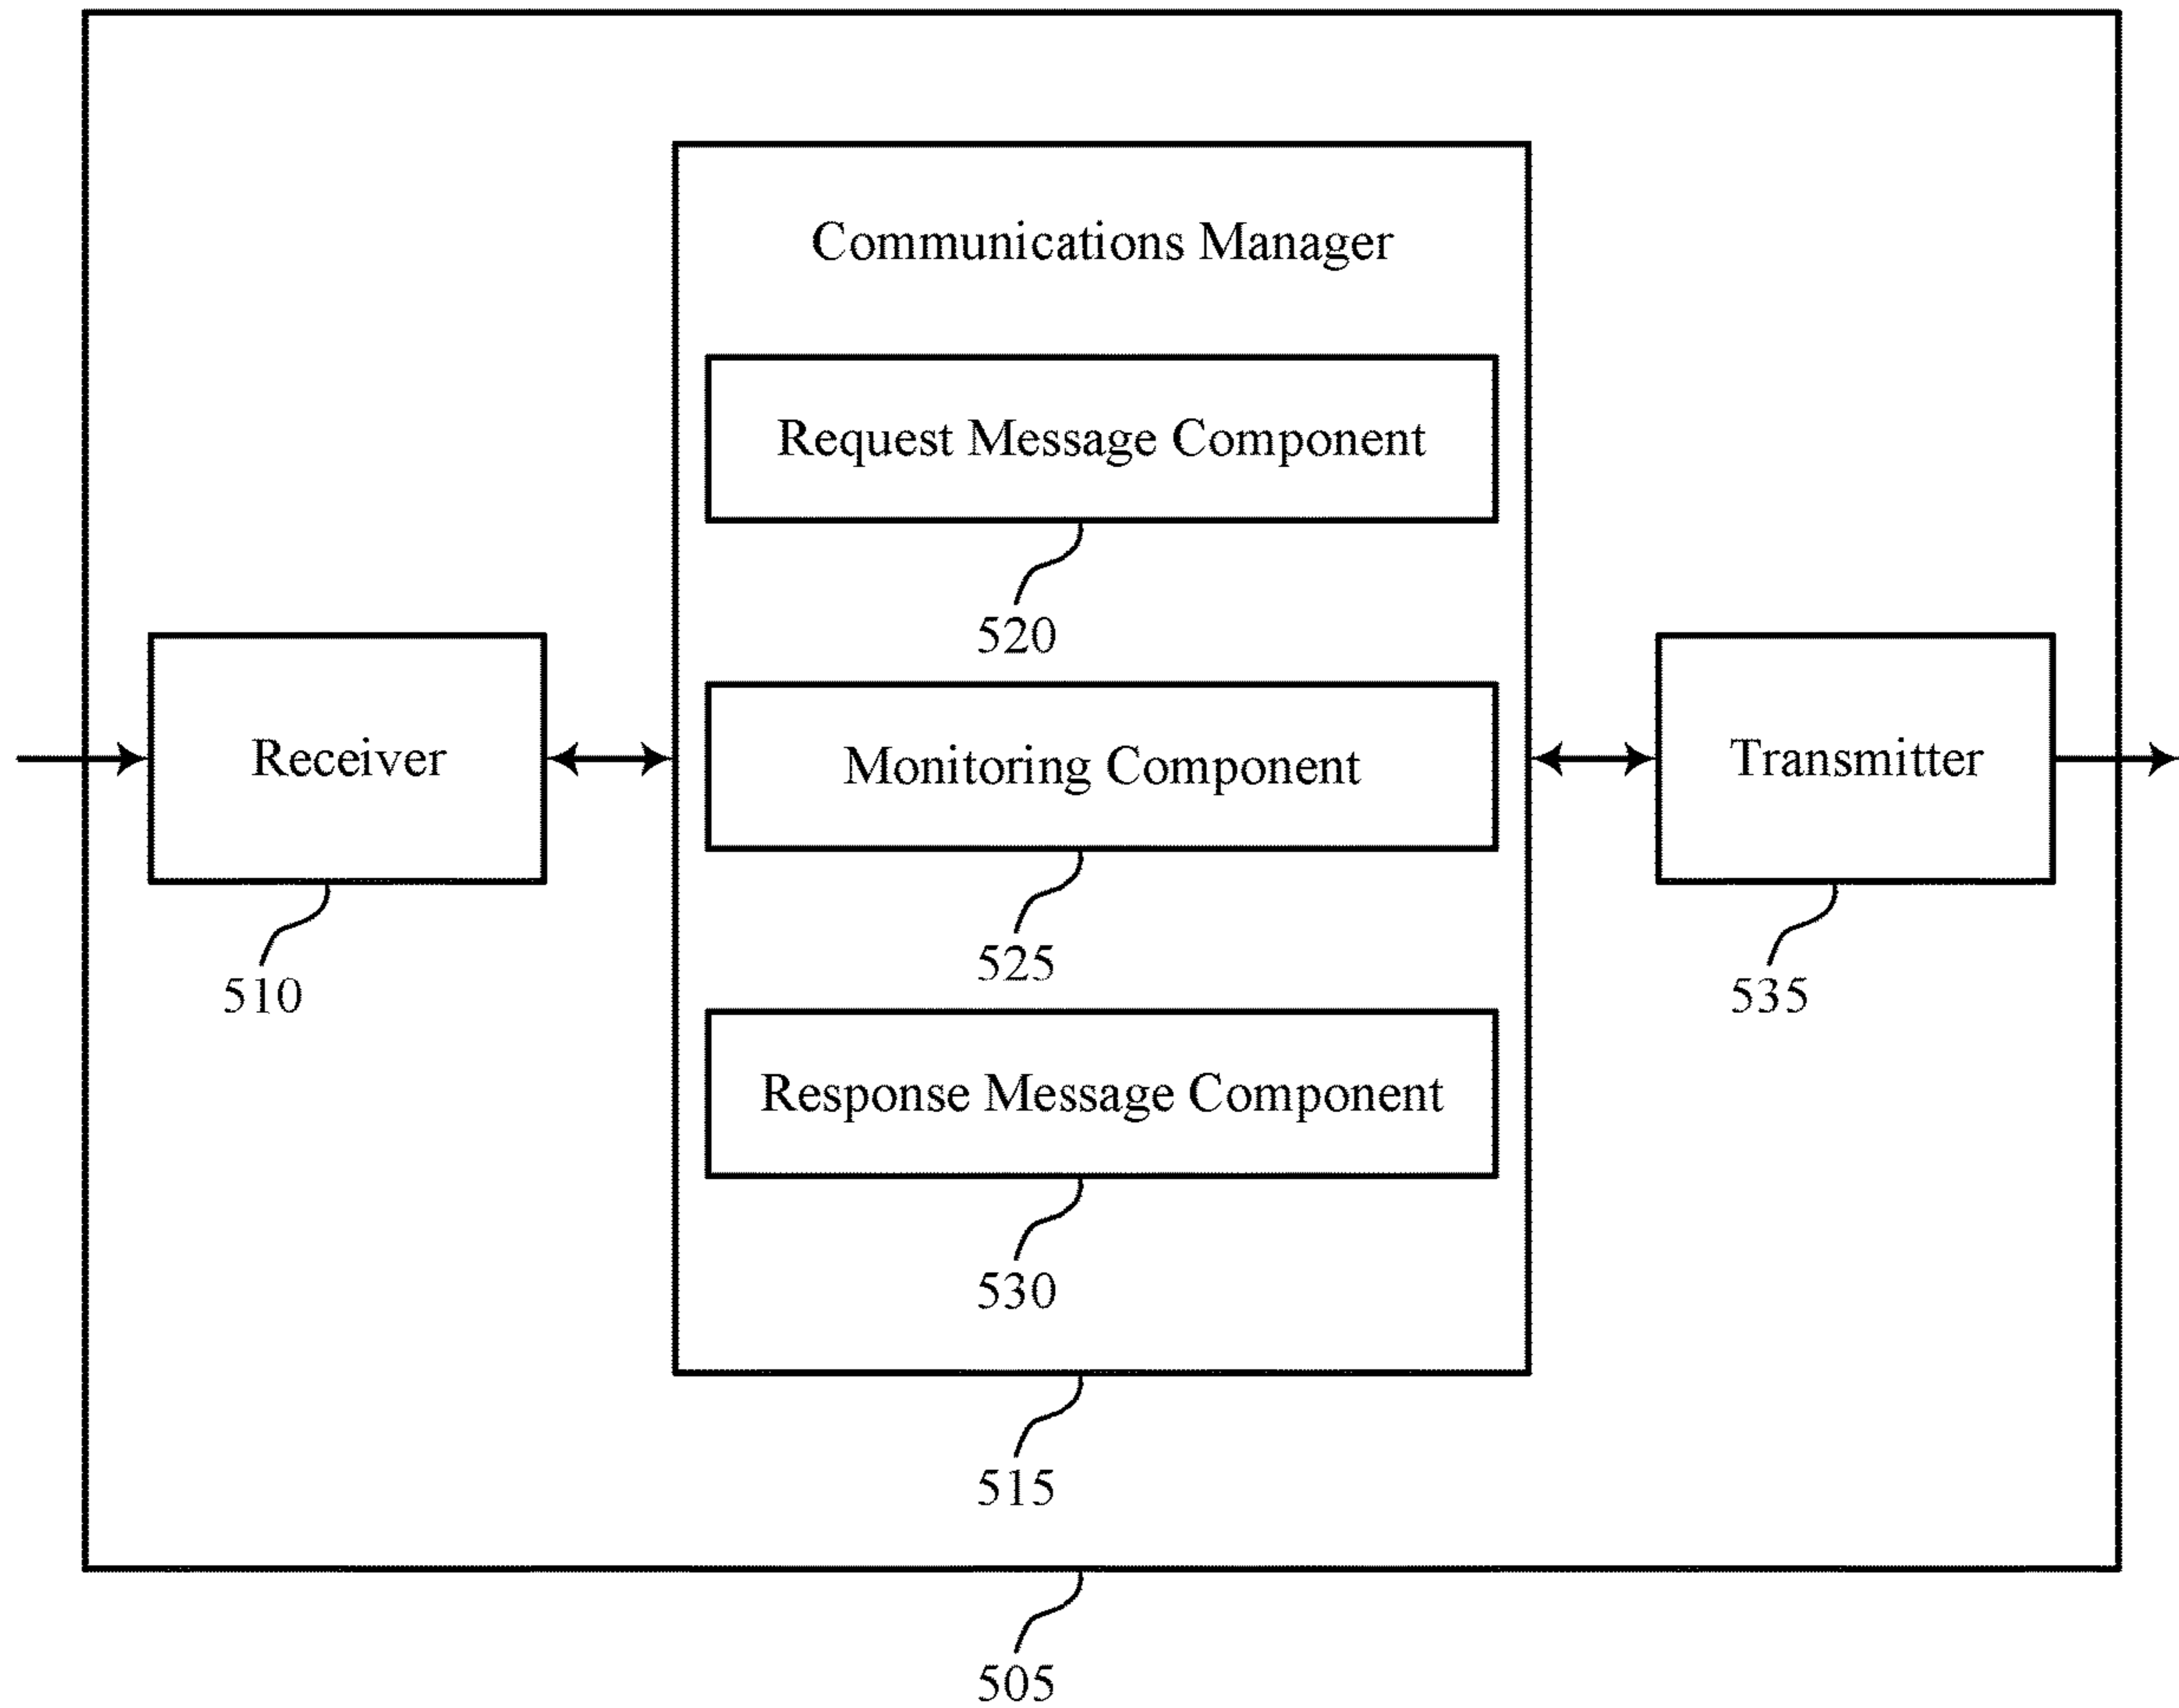 Communications Manager
Request Message Component
520
Receiver
510
Monitoring Component
525
Transmitter
535
Response Message Component
530
515
505